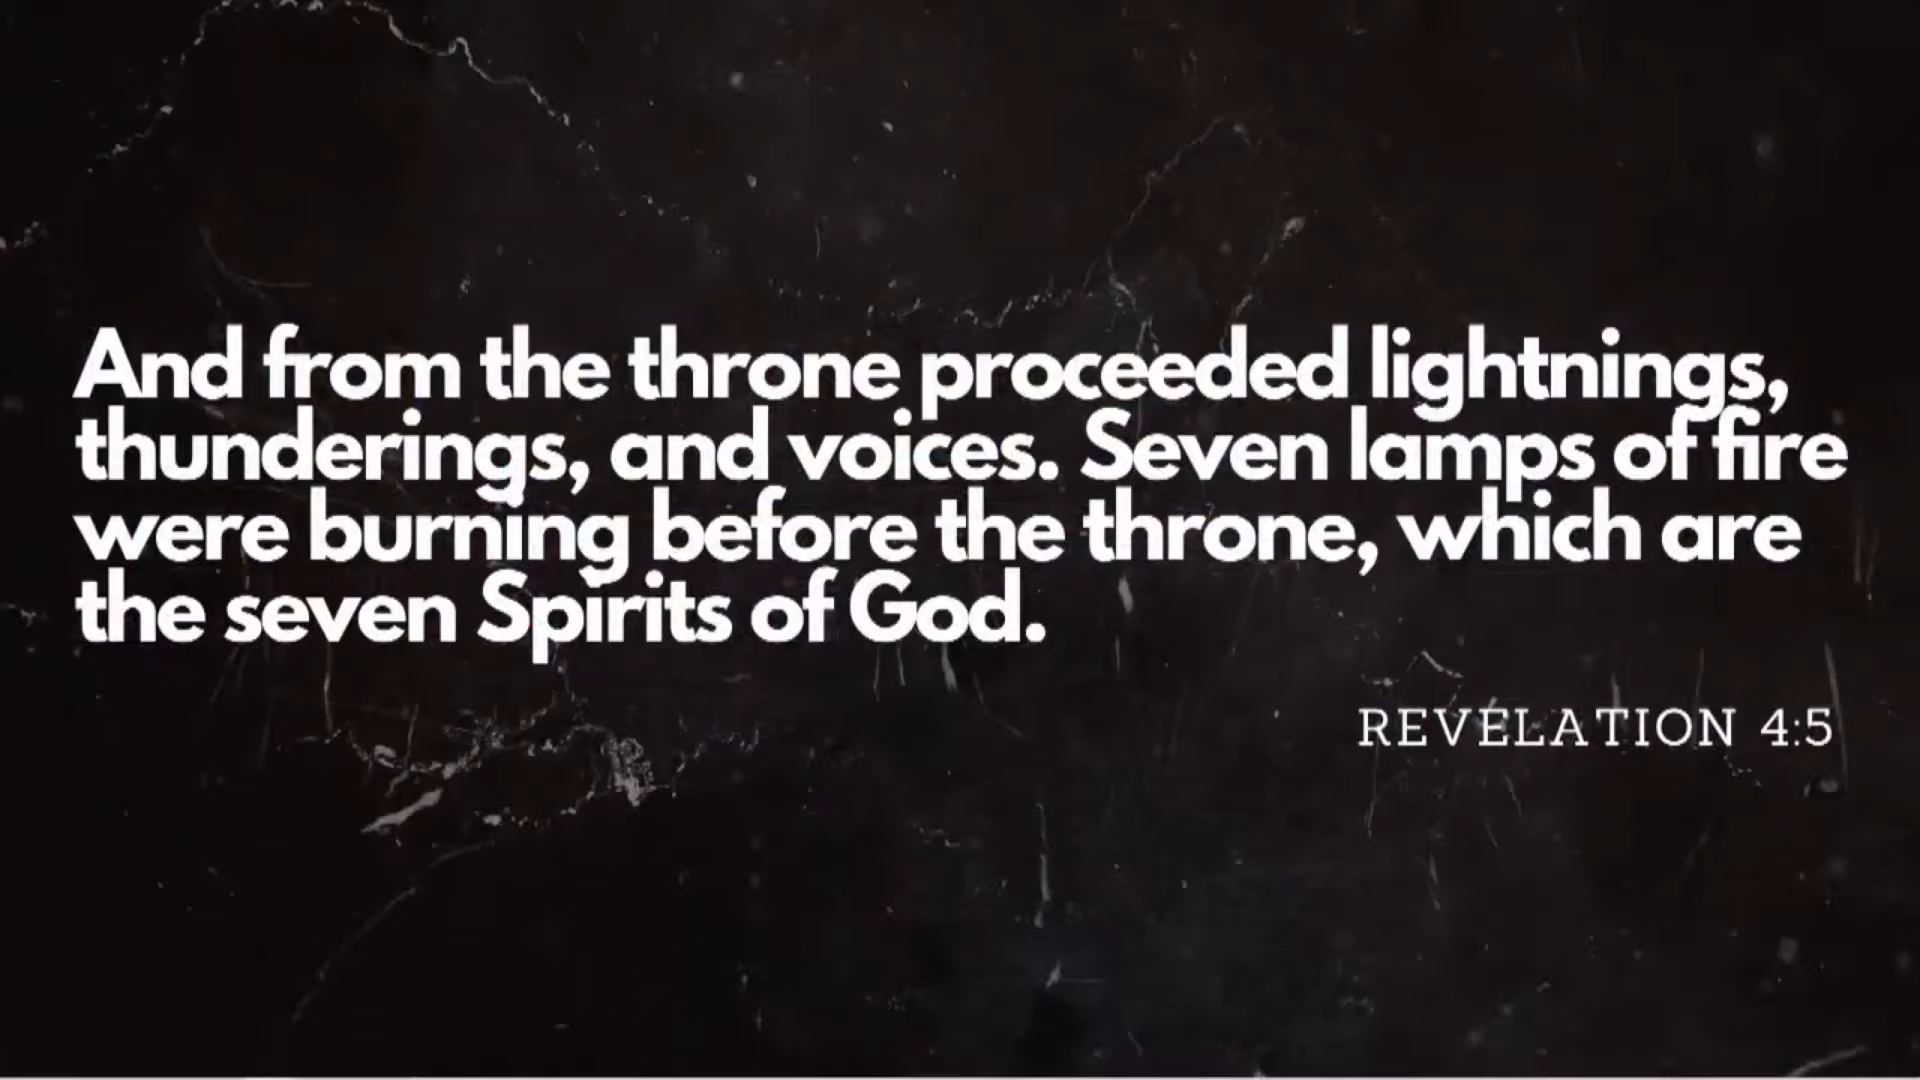 And from the throne proceeded lightnings,
thunderings, and voices. Seven lamps of fire
were burning before the throne, which are
the seven Spirits of God.
REVELATION 4:5